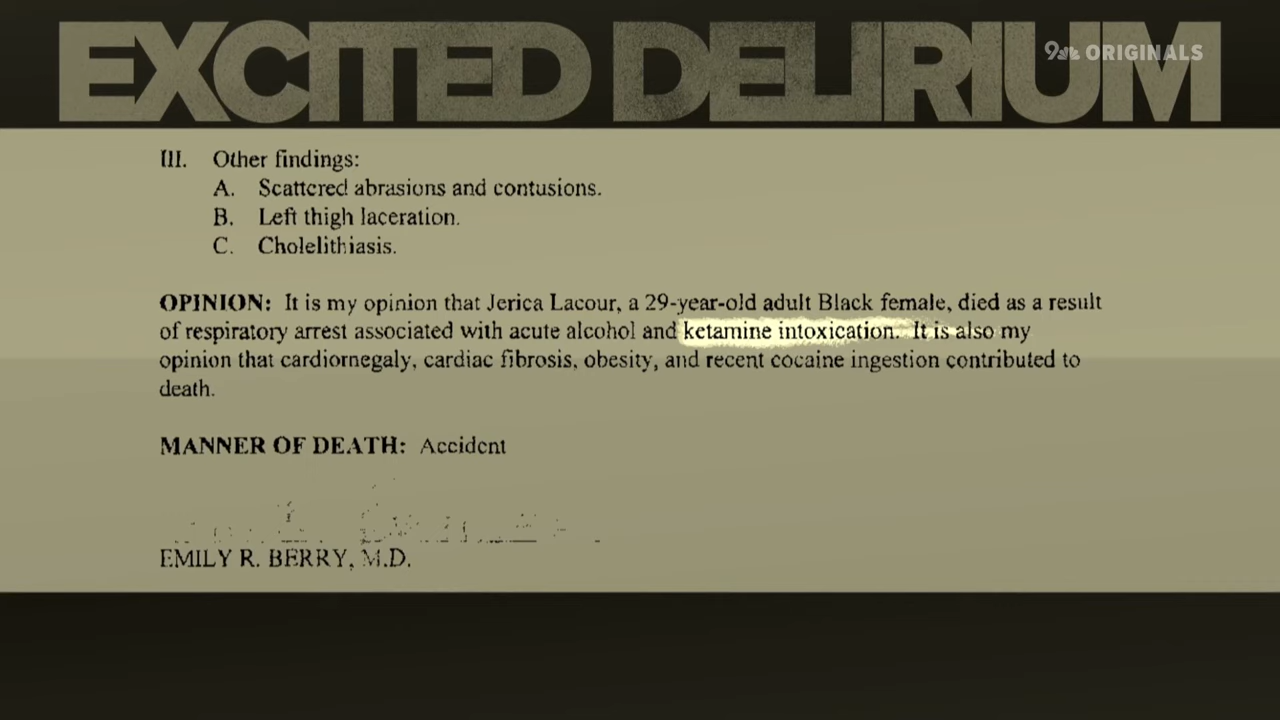 EXCITED DELIRIUM
9 ORIGINALS
III. Other findings:
A. Scattered abrasions and contusions.
B. Left thigh laceration.
C. Cholelithiasis.
OPINION: It is my opinion that Jerica Lacour, a 29-year-old adult Black female, died as a result
of respiratory arrest associated with acute alcohol and ketamine intoxication. It is also my
opinion that cardiornegaly, cardiac fibrosis, obesity, and recent cocaine ingestion contributed to
death.
MANNER OF DEATH: Accident
EMILY R. BERRY, M.D.